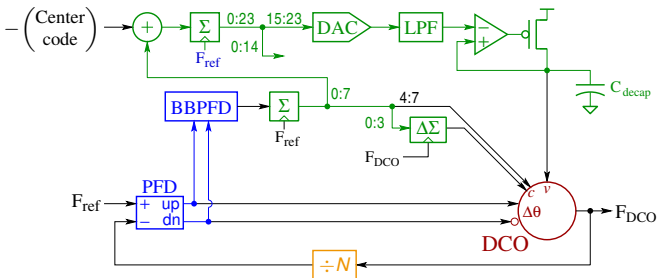 − (Center code)
+
Σ
F_ref
0:23
15:23
0:14
DAC
LPF
−
+
C_decap
0:7
BBPFD
Σ
F_ref
4:7
0:3
ΔΣ
F_DCO
F_ref
PFD
+ up
− dn
c
v
Δθ
DCO
F_DCO
÷N